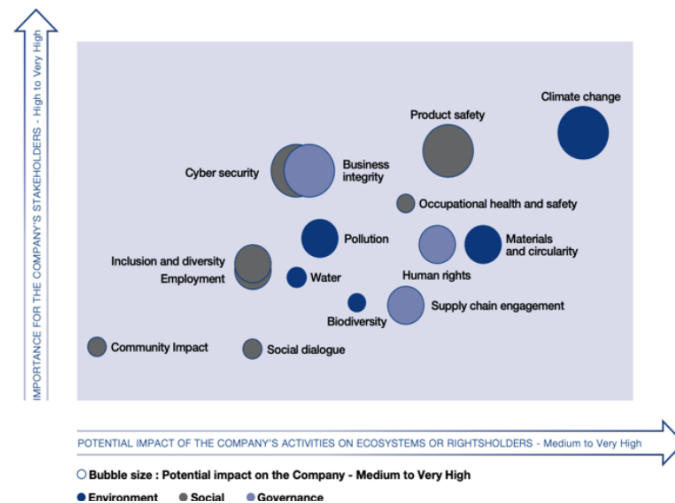 IMPORTANCE FOR THE COMPANY'S STAKEHOLDERS - High to Very High
Climate change
Product safety
Cyber security
Business
integrity
Occupational health and safety
Pollution
Materials
and circularity
Inclusion and diversity
Employment
Water
Human rights
Biodiversity
Supply chain engagement
Community Impact
Social dialogue
POTENTIAL IMPACT OF THE COMPANY'S ACTIVITIES ON ECOSYSTEMS OR RIGHTSHOLDERS - Medium to Very High
Bubble size : Potential impact on the Company - Medium to Very High
Environment
Social
Governance